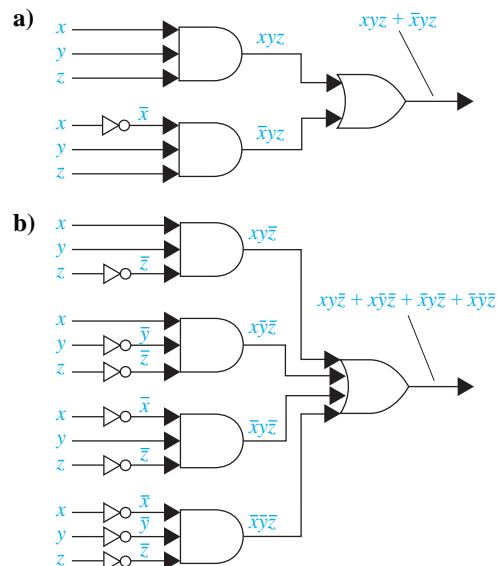 a)
xyz + x̄yz
x
y
z
xyz
x
x̄
y
z
x̄yz
b)
x
y
z
z̄
xyz̄
xyz̄ + xȳz̄ + x̄yz̄ + x̄ȳz̄
x
y
ȳ
z
z̄
xȳz̄
x
x̄
y
z
z̄
x̄yz̄
x
x̄
y
ȳ
z
z̄
x̄ȳz̄